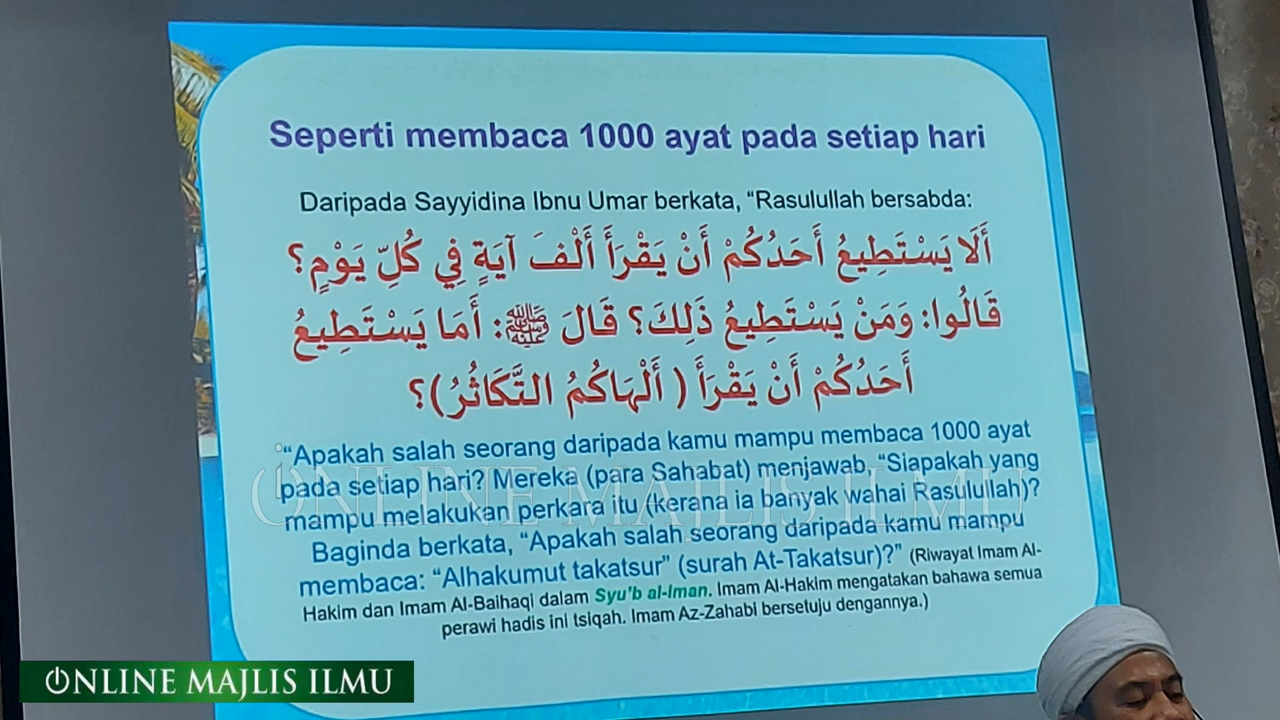 Seperti membaca 1000 ayat pada setiap hari
Daripada Sayyidina Ibnu Umar berkata, “Rasulullah bersabda:
أَلَا يَسْتَطِيعُ أَحَدُكُمْ أَنْ يَقْرَأَ أَلْفَ آيَةٍ فِي كُلِّ يَوْمٍ؟
قَالُوا: وَمَنْ يَسْتَطِيعُ ذَلِكَ؟ قَالَ ﷺ: أَمَا يَسْتَطِيعُ
أَحَدُكُمْ أَنْ يَقْرَأَ ( أَلْهَاكُمُ التَّكَاثُرُ)؟
“Apakah salah seorang daripada kamu mampu membaca 1000 ayat
pada setiap hari? Mereka (para Sahabat) menjawab, “Siapakah yang
mampu melakukan perkara itu (kerana ia banyak wahai Rasulullah)?
Baginda berkata, “Apakah salah seorang daripada kamu mampu
membaca: “Alhakumut takatsur” (surah At-Takatsur)?” (Riwayat Imam Al-
Hakim dan Imam Al-Baihaqi dalam Syu’b al-Iman. Imam Al-Hakim mengatakan bahawa semua
perawi hadis ini tsiqah. Imam Az-Zahabi bersetuju dengannya.)
ONLINE MAJLIS ILMU
ONLINE MAJLIS ILMU